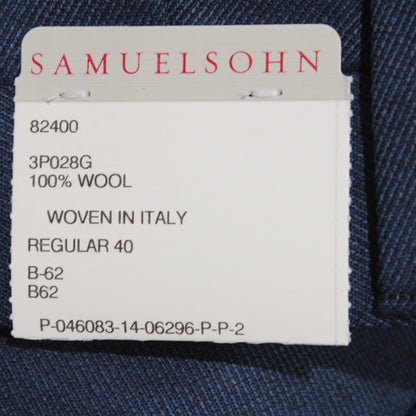 SAMUELSOHN
82400
3P028G
100% WOOL
WOVEN IN ITALY
REGULAR 40
B-62
B62
P-046083-14-06296-P-P-2